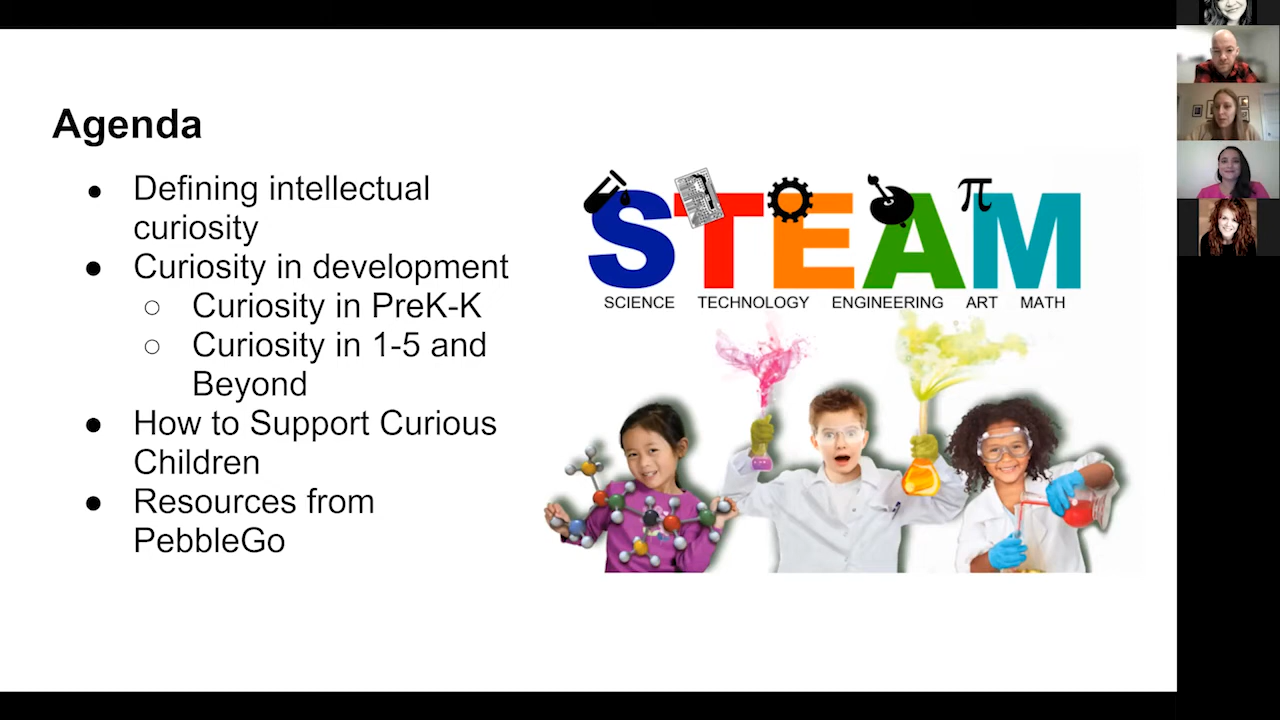 Agenda
● Defining intellectual
curiosity
● Curiosity in development
○ Curiosity in PreK-K
○ Curiosity in 1-5 and
Beyond
● How to Support Curious
Children
● Resources from
PebbleGo
π
STEAM
SCIENCE TECHNOLOGY ENGINEERING ART MATH